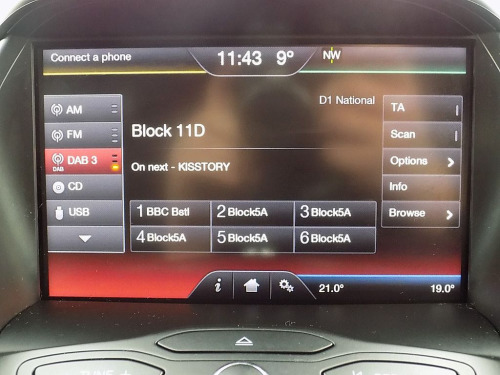 Connect a phone 11:43 9° NW
D1 National
AM
FM
DAB 3
DAB
CD
USB
Block 11D
On next - KISSTORY
TA
Scan
Options
Info
Browse
1 BBC Bstl 2 Block5A 3 Block5A
4 Block5A 5 Block5A 6 Block5A
i
21.0° 19.0°
TUNE +